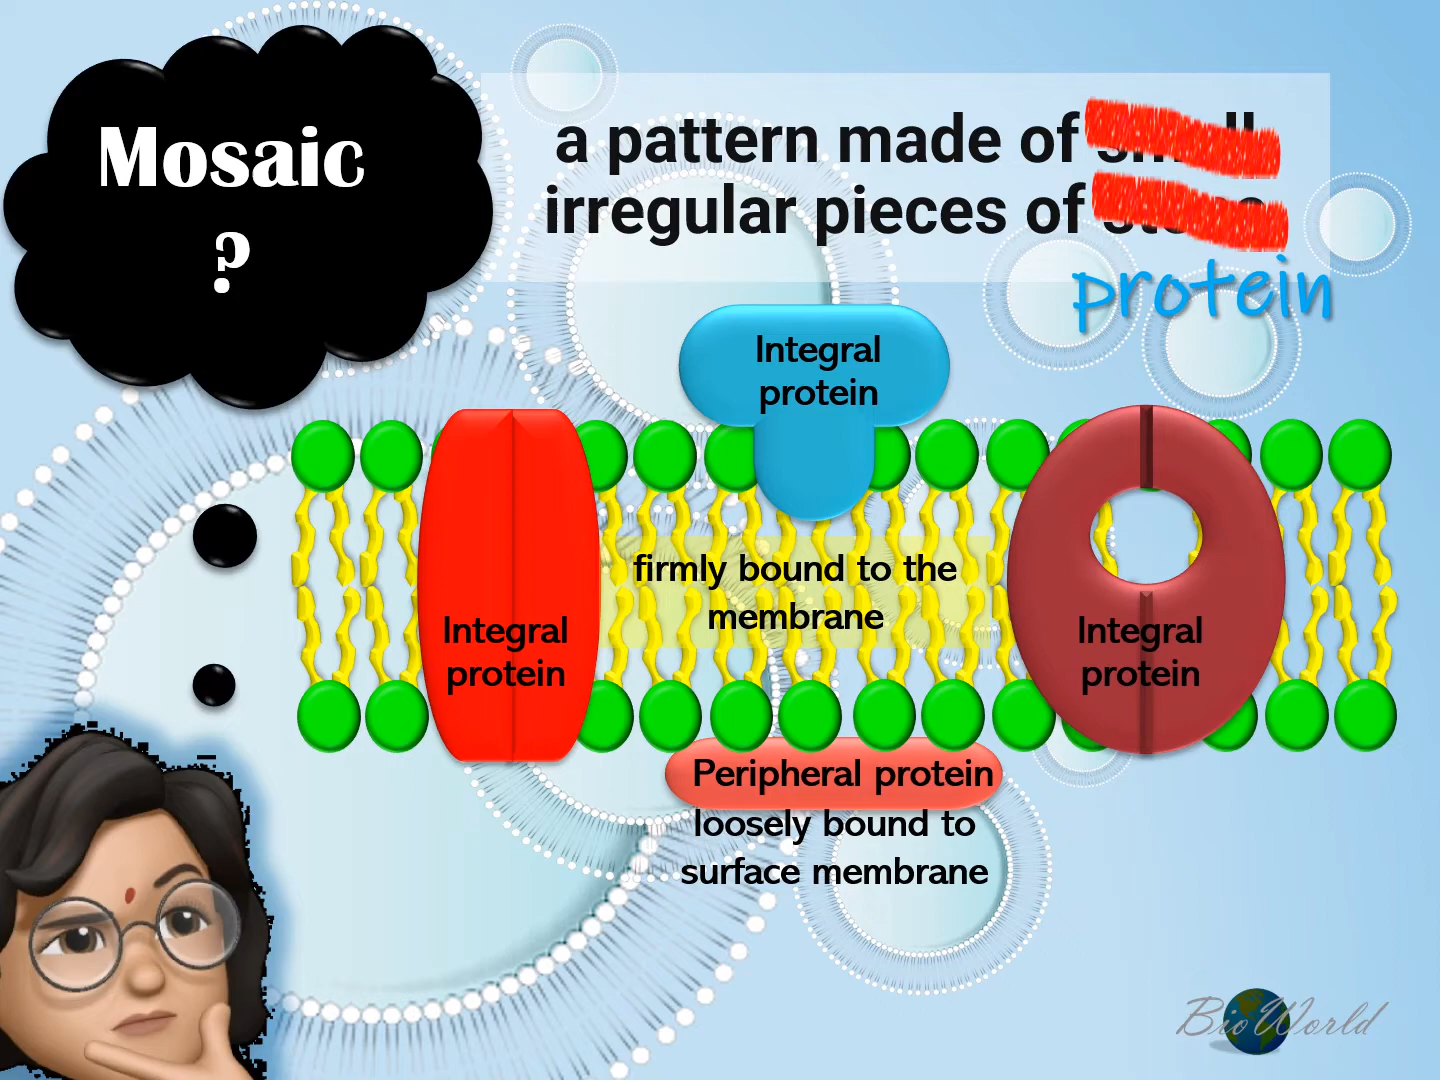 Mosaic
?
a pattern made of
irregular pieces of
protein
Integral
protein
firmly bound to the
membrane
Integral
protein
Integral
protein
Peripheral protein
loosely bound to
surface membrane
BioWorld